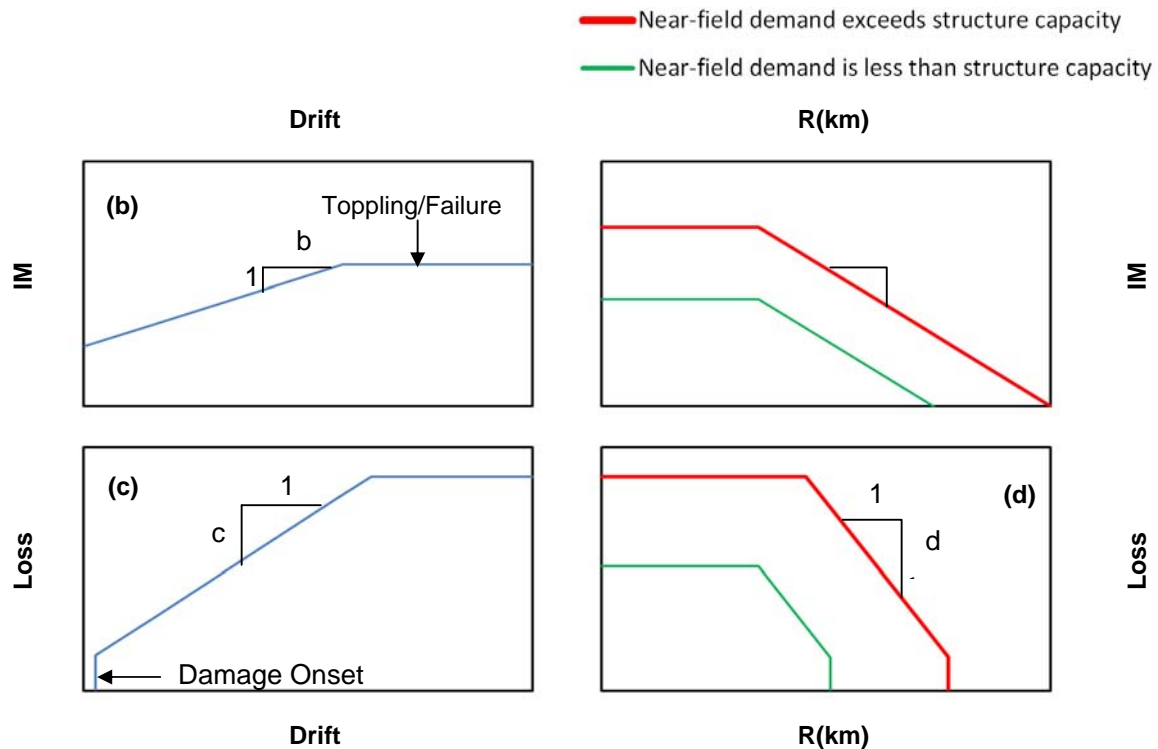 Near-field demand exceeds structure capacity
Near-field demand is less than structure capacity
Drift
R(km)
IM
(b)
Toppling/Failure
b
1
IM
Loss
(c)
1
c
Damage Onset
(d)
1
d
Loss
Drift
R(km)